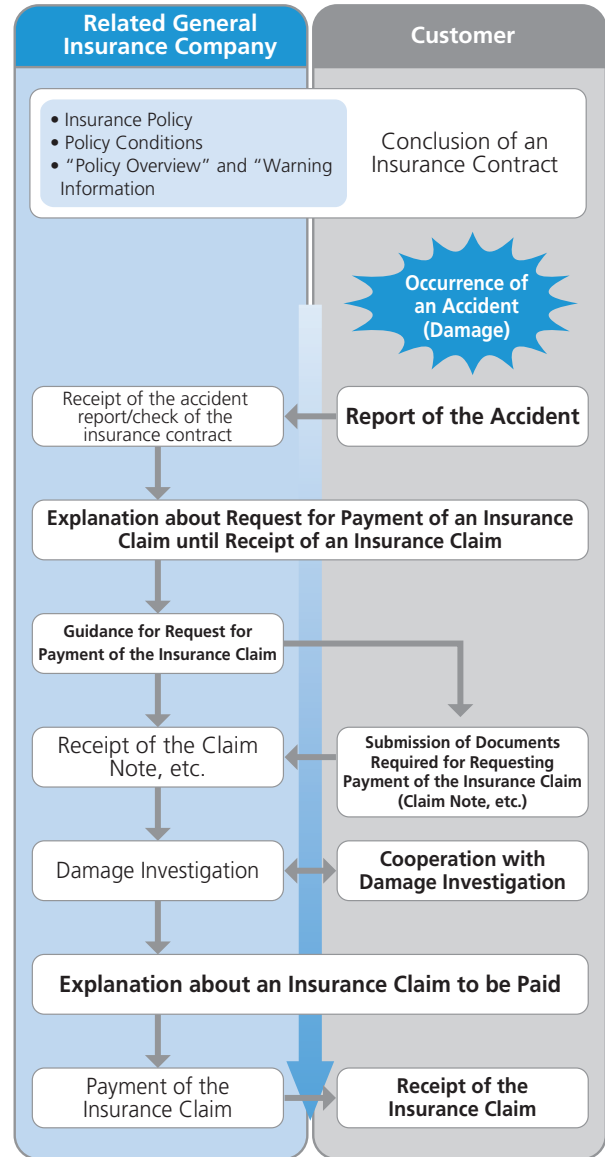 Related General
Insurance Company
Customer
• Insurance Policy
• Policy Conditions
• “Policy Overview” and “Warning
Information
Conclusion of an
Insurance Contract
Occurrence of
an Accident
(Damage)
Receipt of the accident
report/check of the
insurance contract
Report of the Accident
Explanation about Request for Payment of an Insurance
Claim until Receipt of an Insurance Claim
Guidance for Request for
Payment of the Insurance Claim
Receipt of the Claim
Note, etc.
Submission of Documents
Required for Requesting
Payment of the Insurance Claim
(Claim Note, etc.)
Damage Investigation
Cooperation with
Damage Investigation
Explanation about an Insurance Claim to be Paid
Payment of the
Insurance Claim
Receipt of the
Insurance Claim